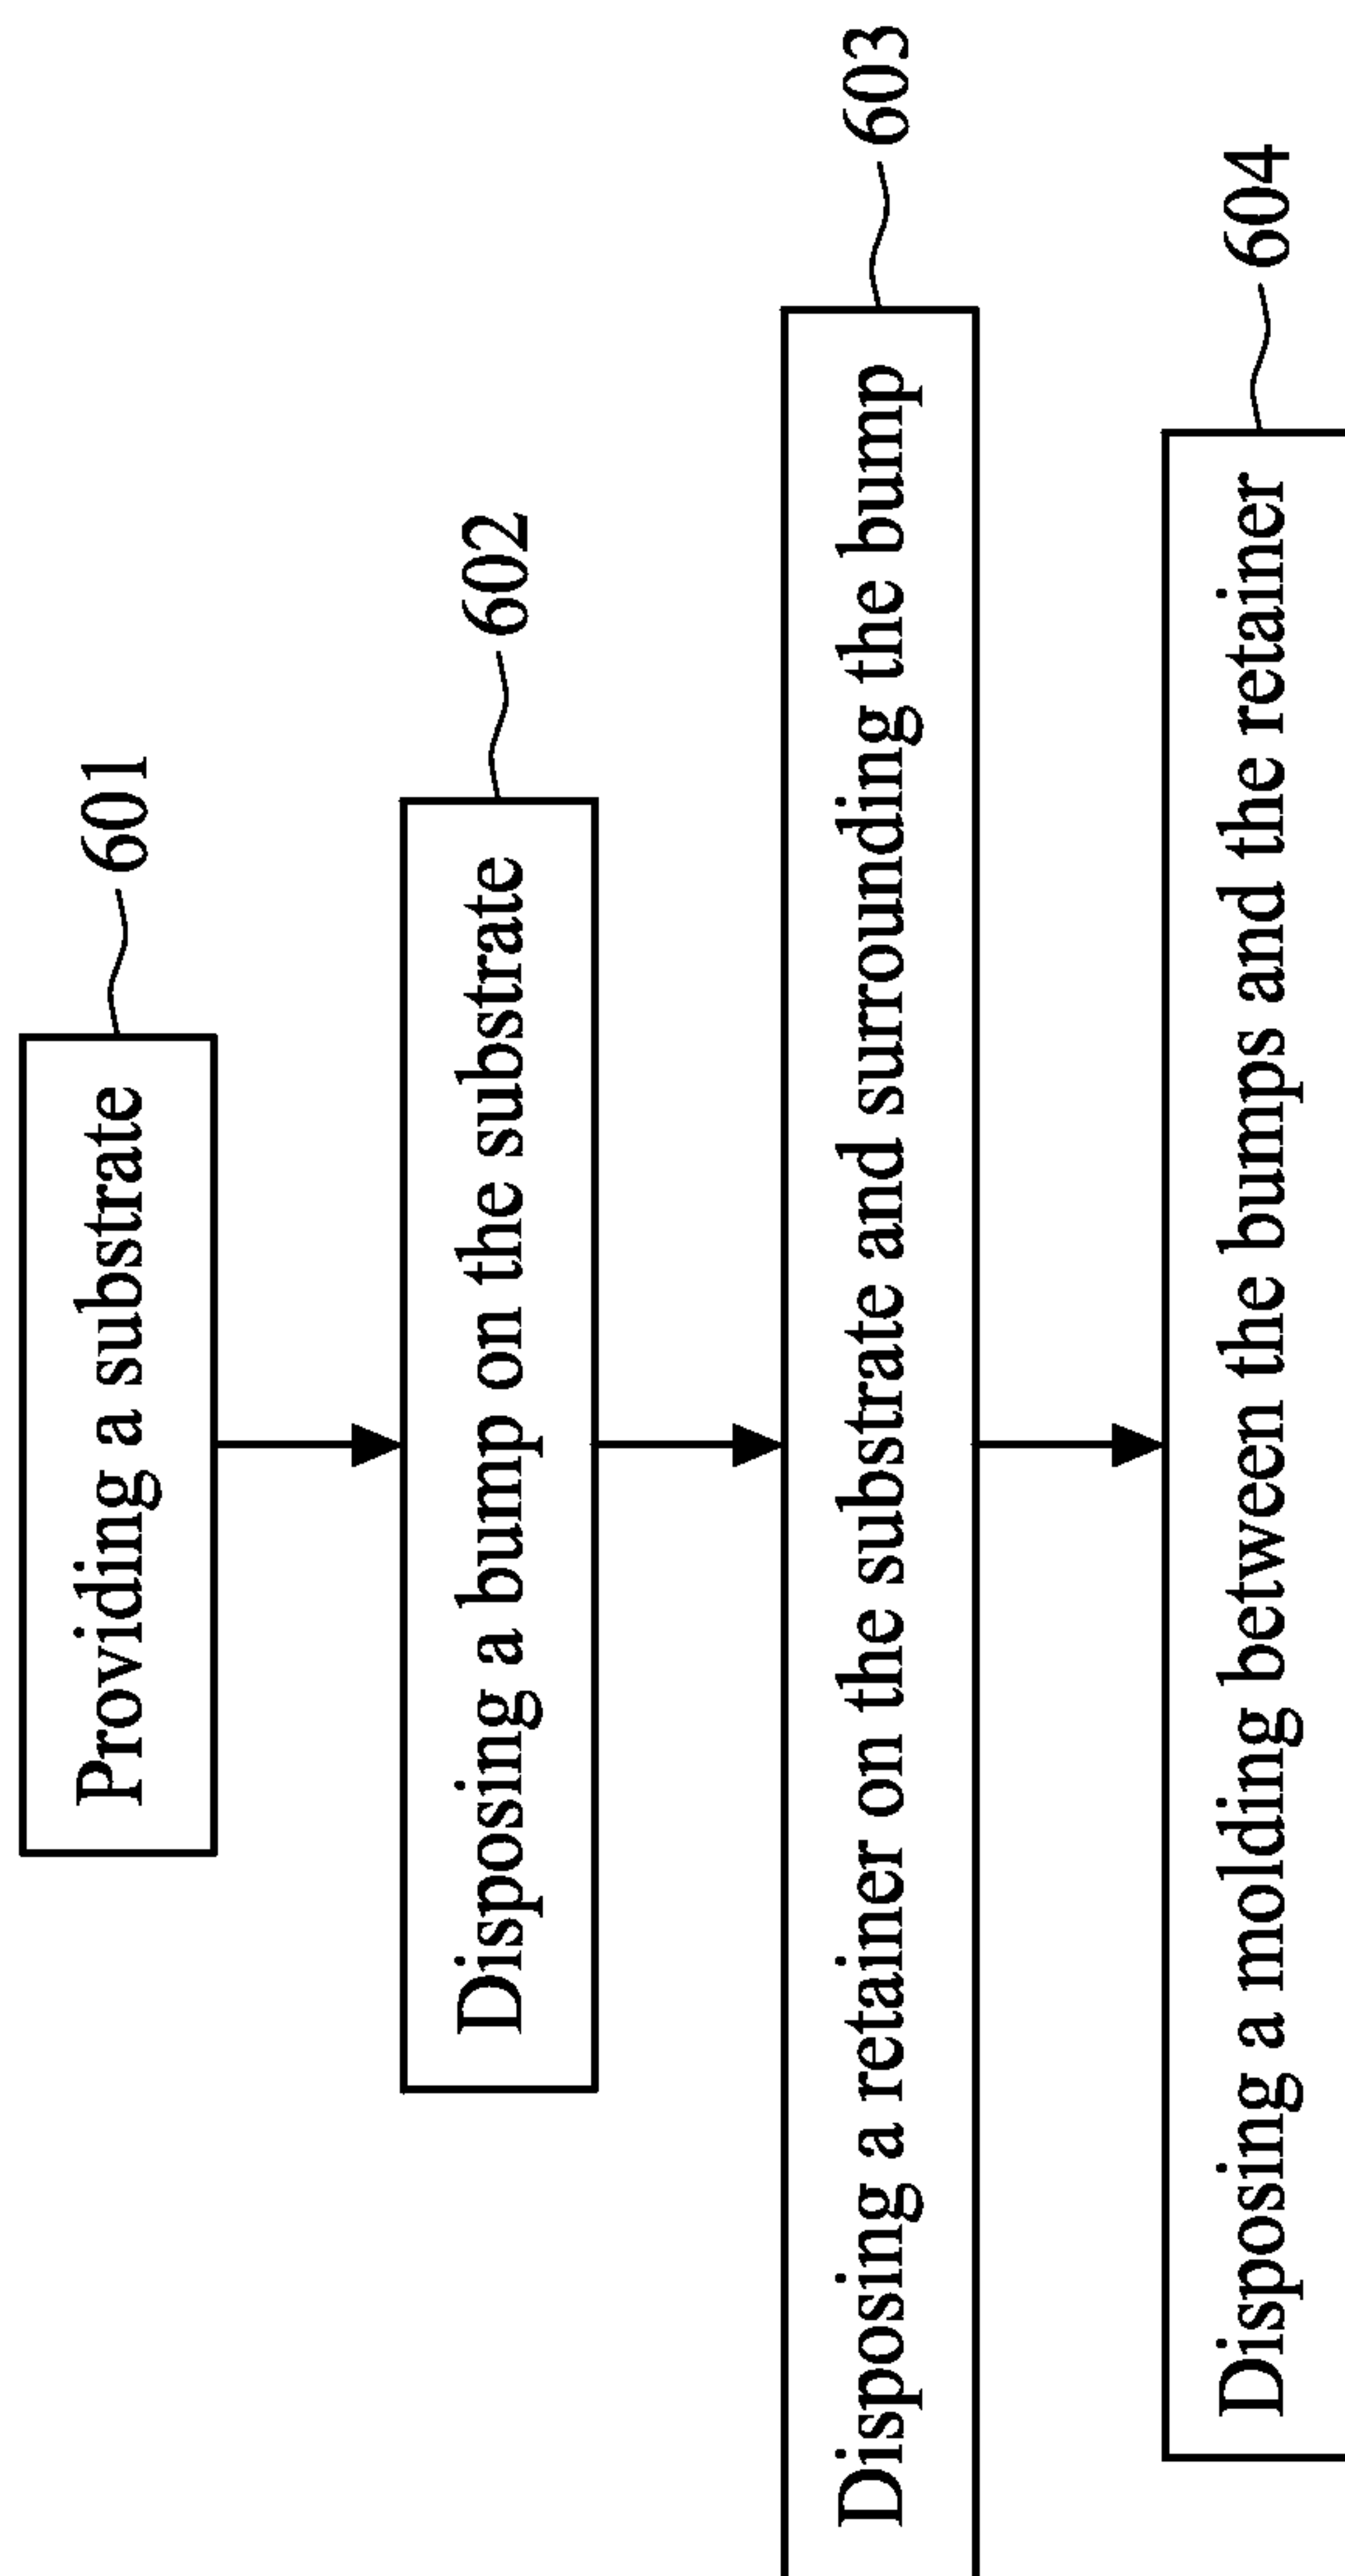 Providing a substrate
601
Disposing a bump on the substrate
602
Disposing a retainer on the substrate and surrounding the bump
603
Disposing a molding between the bumps and the retainer
604